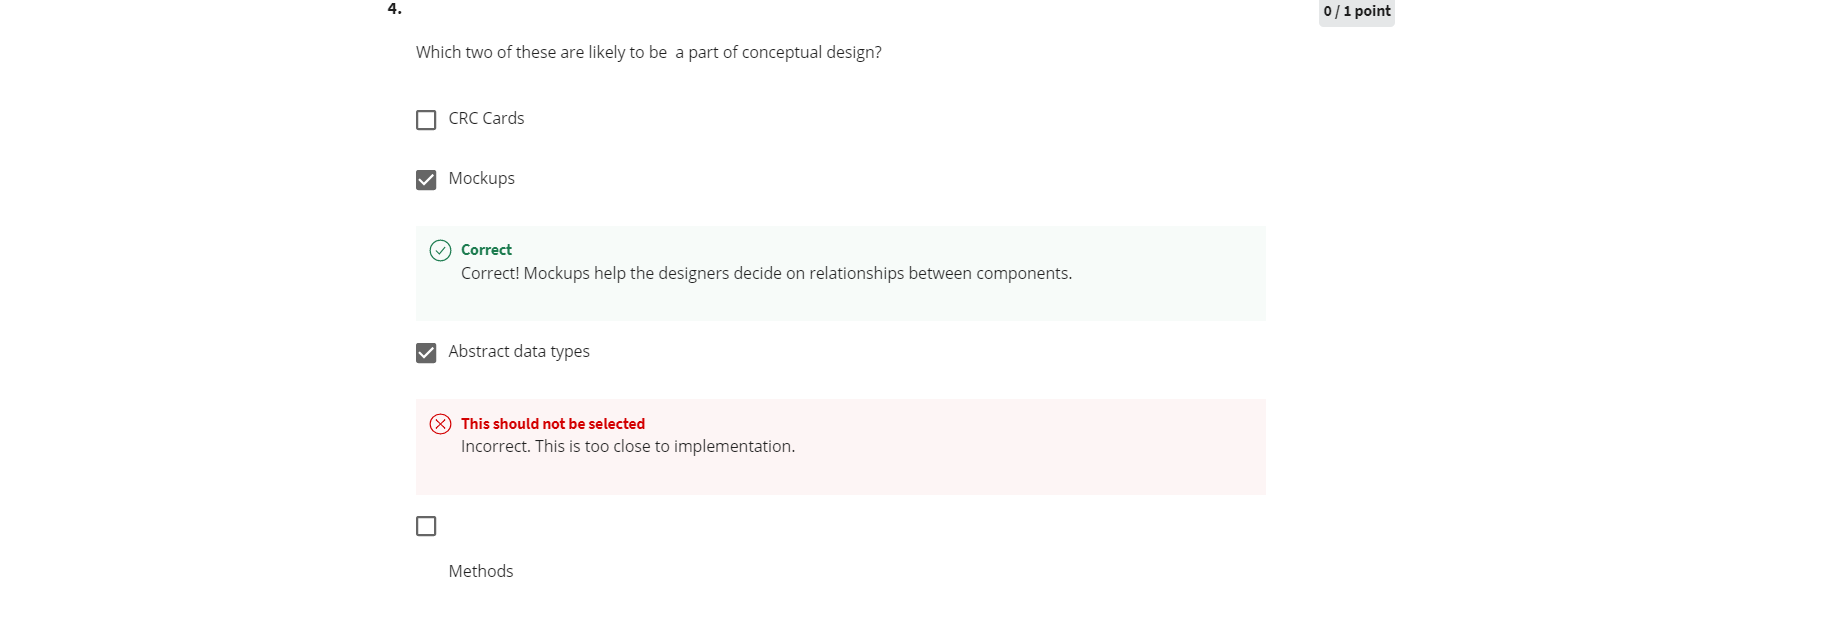 4.
0 / 1 point
Which two of these are likely to be  a part of conceptual design?
CRC Cards
Mockups
Correct
Correct! Mockups help the designers decide on relationships between components.
Abstract data types
This should not be selected
Incorrect. This is too close to implementation.
Methods